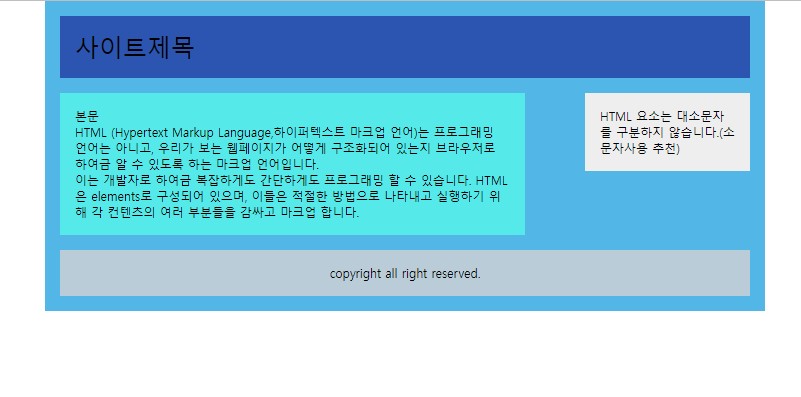 사이트제목
본문
HTML (Hypertext Markup Language,하이퍼텍스트 마크업 언어)는 프로그래밍
언어는 아니고, 우리가 보는 웹페이지가 어떻게 구조화되어 있는지 브라우저로
하여금 알 수 있도록 하는 마크업 언어입니다.
이는 개발자로 하여금 복잡하게도 간단하게도 프로그래밍 할 수 있습니다. HTML
은 elements로 구성되어 있으며, 이들은 적절한 방법으로 나타내고 실행하기 위
해 각 컨텐츠의 여러 부분들을 감싸고 마크업 합니다.
HTML 요소는 대소문자
를 구분하지 않습니다.(소
문자사용 추천)
copyright all right reserved.